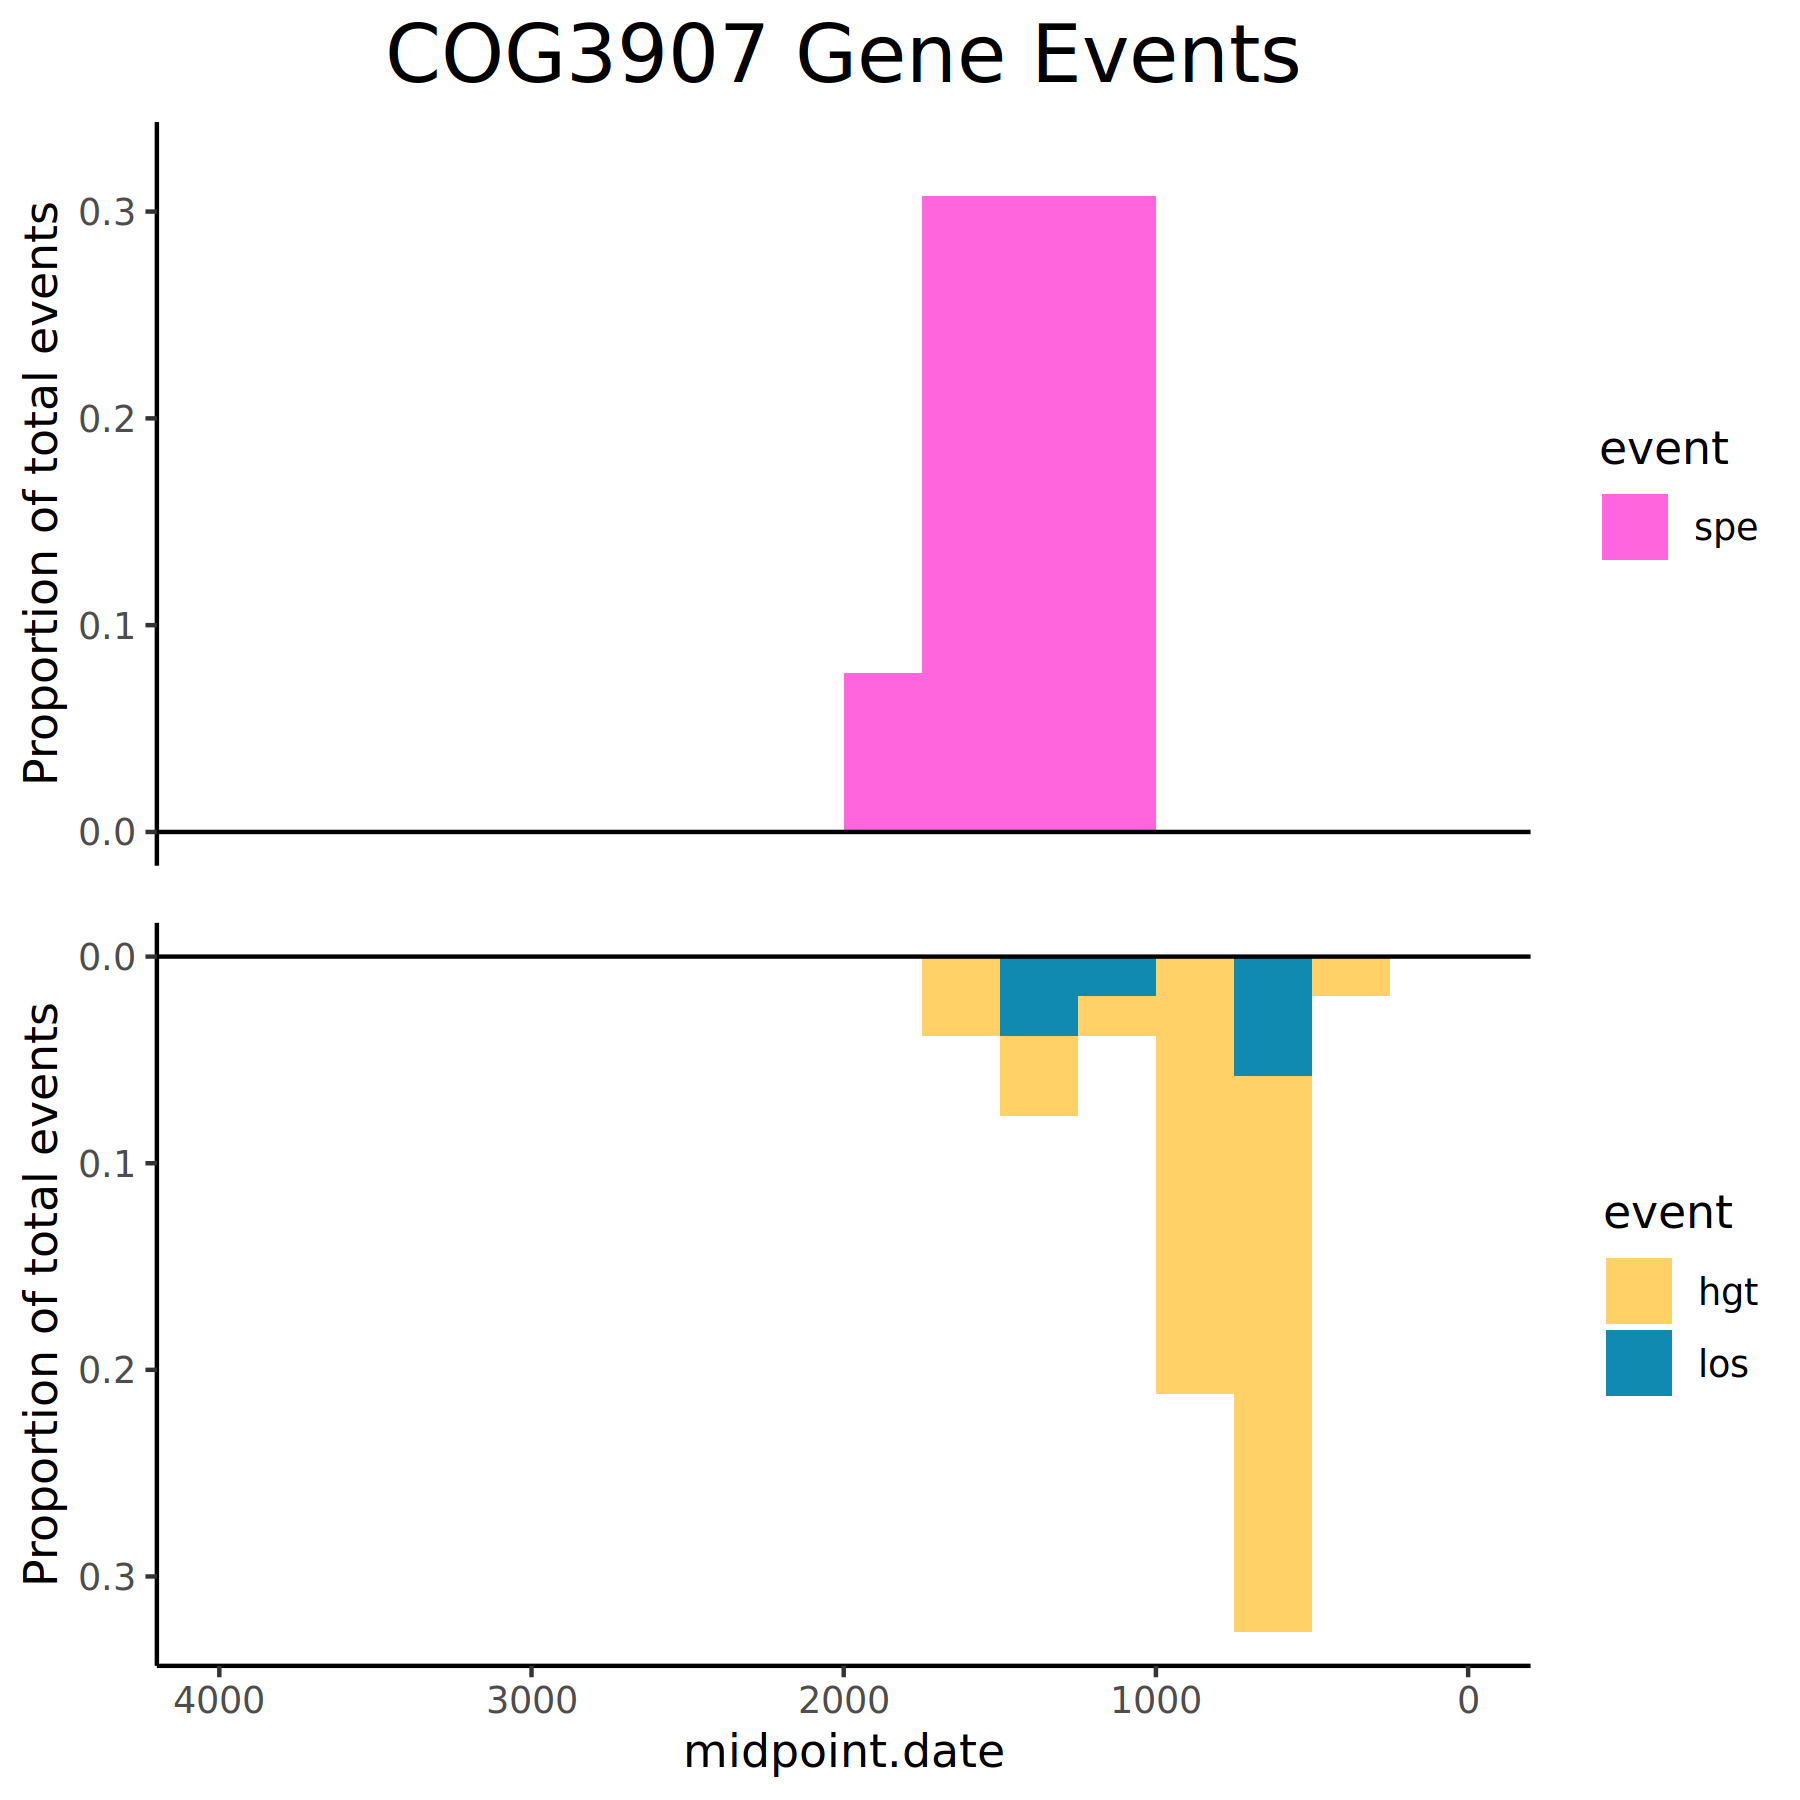 COG3907 Gene Events
Proportion of total events
0.3
0.2
0.1
0.0
event
spe
Proportion of total events
0.0
0.1
0.2
0.3
event
hgt
los
4000 3000 2000 1000 0
midpoint.date